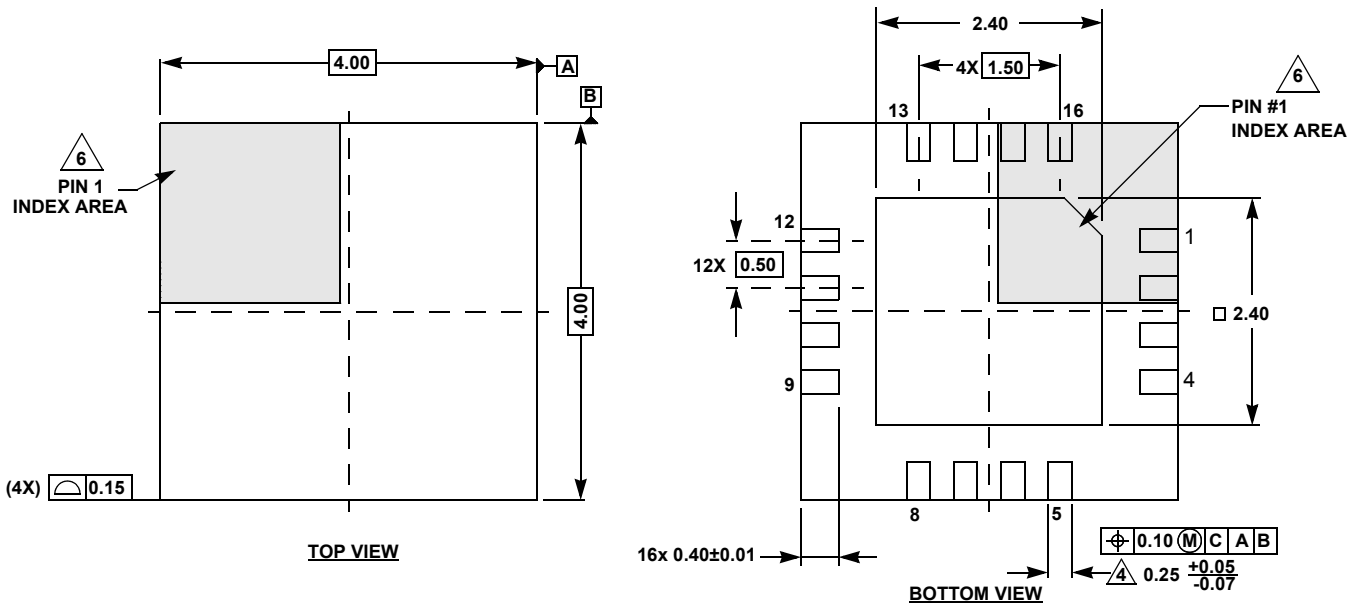 4.00
A
B
6
PIN 1
INDEX AREA
4.00
(4X) 0.15
TOP VIEW
2.40
4X 1.50
6
PIN #1
INDEX AREA
13
16
12
1
12X 0.50
2.40
9
4
8
5
16x 0.40±0.01
0.10 M C A B
4 0.25 +0.05
-0.07
BOTTOM VIEW